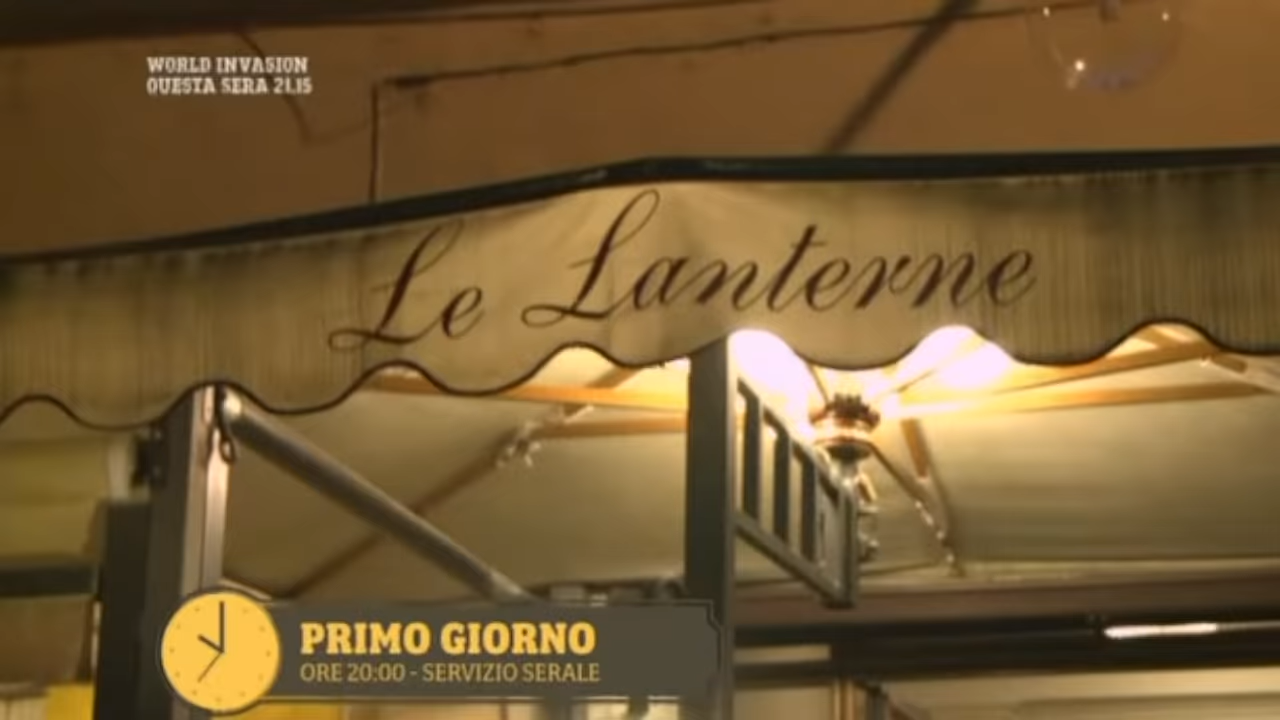 WORLD INVASION
QUESTA SERA 21.15
Le Lanterne
PRIMO GIORNO
ORE 20:00 - SERVIZIO SERALE